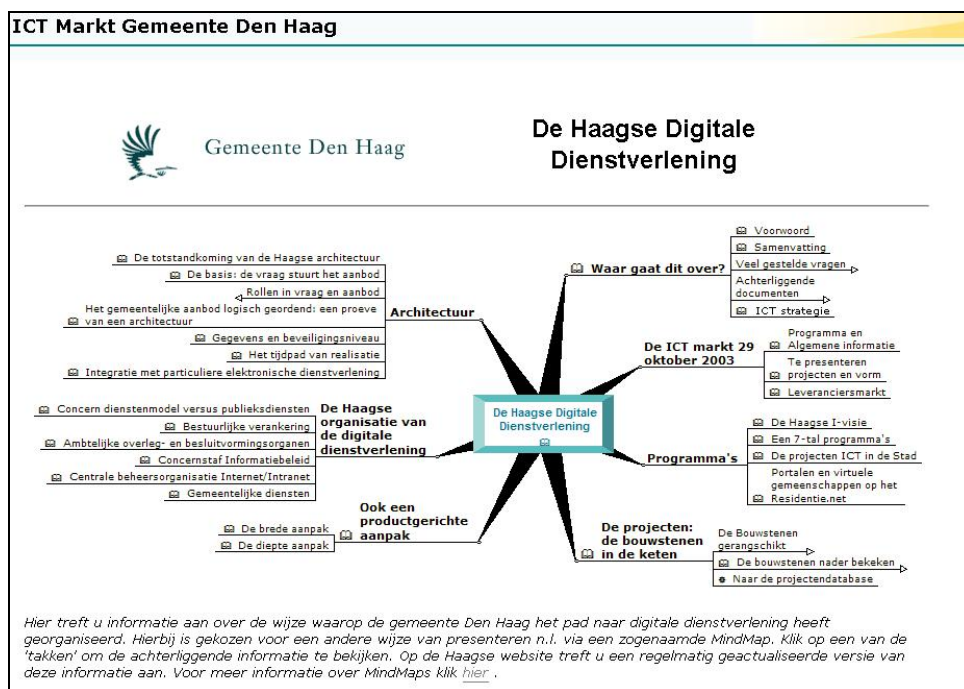 ICT Markt Gemeente Den Haag
Gemeente Den Haag
De Haagse Digitale
Dienstverlening
De totstandkoming van de Haagse architectuur
De basis: de vraag stuurt het aanbod
Rollen in vraag en aanbod
Het gemeentelijke aanbod logisch geordend: een proeve
van een architectuur
Gegevens en beveiligingsniveau
Het tijdpad van realisatie
Integratie met particuliere elektronische dienstverlening
Architectuur
Concern dienstenmodel versus publieksdiensten
Bestuurlijke verankering
Ambtelijke overleg- en besluitvormingsorganen
Concernstaf Informatiebeleid
Centrale beheersorganisatie Internet/Intranet
Gemeentelijke diensten
De Haagse
organisatie van
de digitale
dienstverlening
De brede aanpak
De diepte aanpak
Ook een
productgerichte
aanpak
De Haagse Digitale
Dienstverlening
Waar gaat dit over?
Voorwoord
Samenvatting
Veel gestelde vragen
Achterliggende
documenten
ICT strategie
De ICT markt 29
oktober 2003
Programma en
Algemene informatie
Te presenteren
projecten en vorm
Leveranciersmarkt
Programma's
De Haagse I-visie
Een 7-tal programma's
De projecten ICT in de Stad
Portalen en virtuele
gemeenschappen op het
Residentie.net
De projecten:
de bouwstenen
in de keten
De Bouwstenen
gerangschikt
De bouwstenen nader bekeken
Naar de projectendatabase
Hier treft u informatie aan over de wijze waarop de gemeente Den Haag het pad naar digitale dienstverlening heeft
georganiseerd. Hierbij is gekozen voor een andere wijze van presenteren n.l. via een zogenaamde MindMap. Klik op een van de
'takken' om de achterliggende informatie te bekijken. Op de Haagse website treft u een regelmatig geactualiseerde versie van
deze informatie aan. Voor meer informatie over MindMaps klik hier .